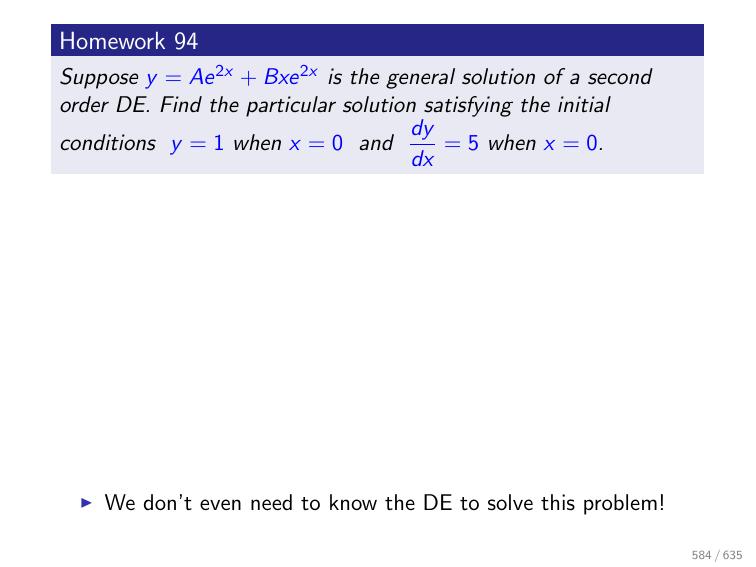 Homework 94
Suppose y = Ae^{2x} + Bxe^{2x} is the general solution of a second
order DE. Find the particular solution satisfying the initial
conditions y = 1 when x = 0 and \frac{dy}{dx} = 5 when x = 0.
▶ We don't even need to know the DE to solve this problem!
584 / 635